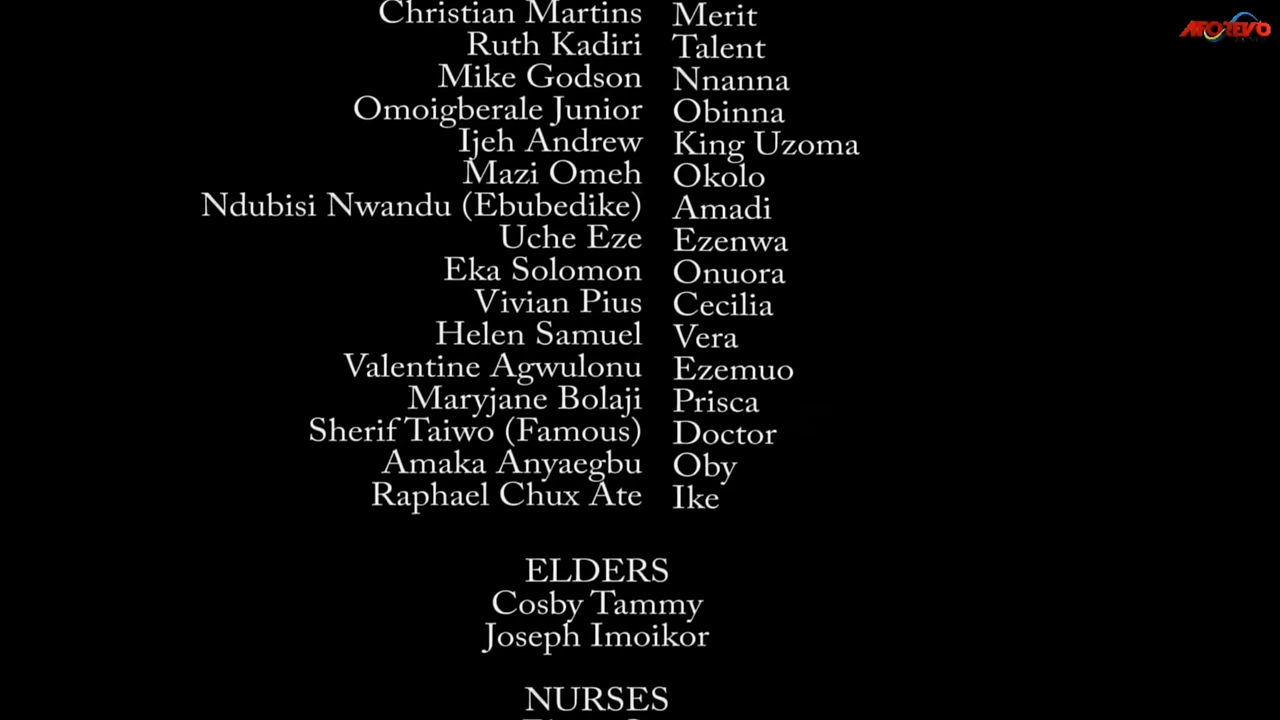 AFOREVO
Christian Martins Merit
Ruth Kadiri Talent
Mike Godson Nnanna
Omoigberale Junior Obinna
Ijeh Andrew King Uzoma
Mazi Omeh Okolo
Ndubisi Nwandu (Ebubedike) Amadi
Uche Eze Ezenwa
Eka Solomon Onuora
Vivian Pius Cecilia
Helen Samuel Vera
Valentine Agwulonu Ezemuo
Maryjane Bolaji Prisca
Sherif Taiwo (Famous) Doctor
Amaka Anyaegbu Oby
Raphael Chux Ate Ike
ELDERS
Cosby Tammy
Joseph Imoikor
NURSES